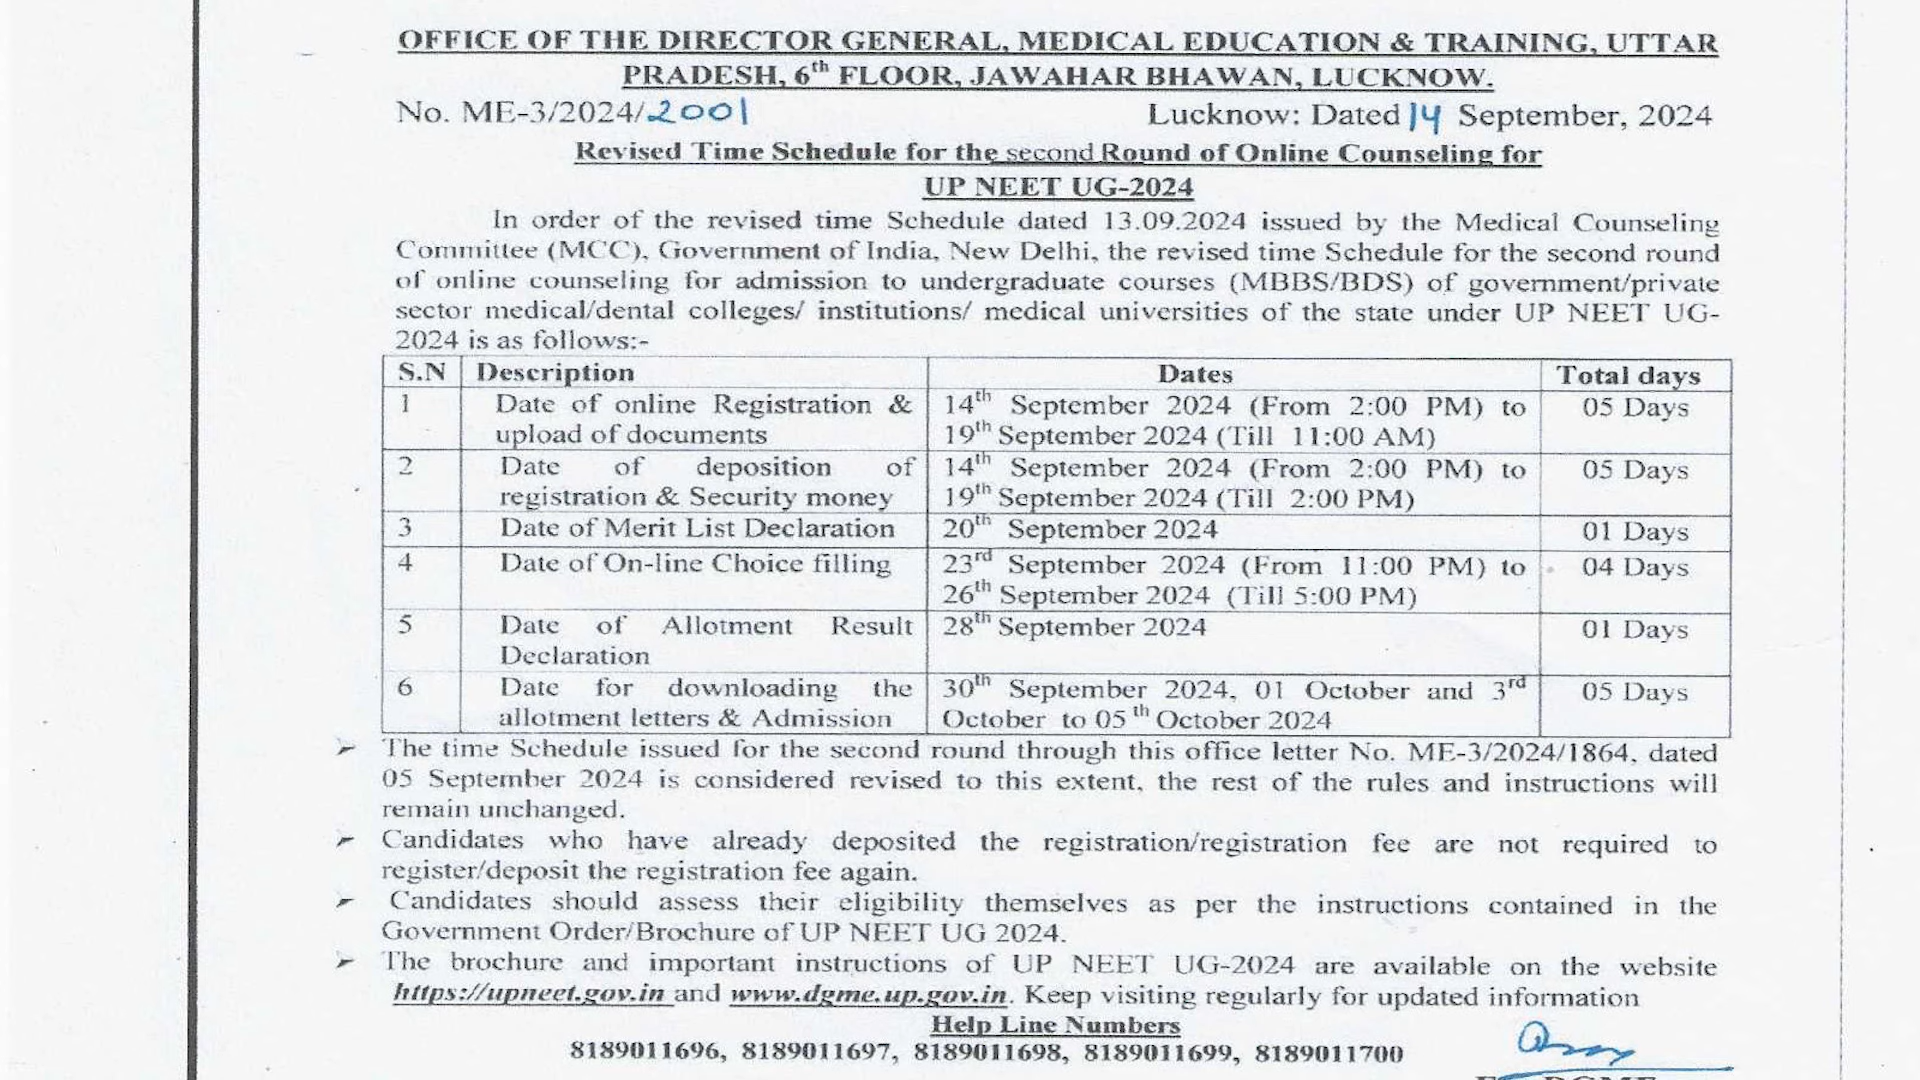 OFFICE OF THE DIRECTOR GENERAL, MEDICAL EDUCATION & TRAINING, UTTAR
PRADESH, 6th FLOOR, JAWAHAR BHAWAN, LUCKNOW.
No. ME-3/2024/2001 Lucknow: Dated 14 September, 2024
Revised Time Schedule for the second Round of Online Counseling for
UP NEET UG-2024
In order of the revised time Schedule dated 13.09.2024 issued by the Medical Counseling
Committee (MCC), Government of India, New Delhi, the revised time Schedule for the second round
of online counseling for admission to undergraduate courses (MBBS/BDS) of government/private
sector medical/dental colleges/ institutions/ medical universities of the state under UP NEET UG-
2024 is as follows:-
S.N Description Dates Total days
1 Date of online Registration & 14th September 2024 (From 2:00 PM) to 05 Days
upload of documents 19th September 2024 (Till 11:00 AM)
2 Date of deposition of 14th September 2024 (From 2:00 PM) to 05 Days
registration & Security money 19th September 2024 (Till 2:00 PM)
3 Date of Merit List Declaration 20th September 2024 01 Days
4 Date of On-line Choice filling 23rd September 2024 (From 11:00 PM) to 04 Days
26th September 2024 (Till 5:00 PM)
5 Date of Allotment Result 28th September 2024 01 Days
Declaration
6 Date for downloading the 30th September 2024, 01 October and 3rd 05 Days
allotment letters & Admission October to 05th October 2024
➢ The time Schedule issued for the second round through this office letter No. ME-3/2024/1864, dated
05 September 2024 is considered revised to this extent, the rest of the rules and instructions will
remain unchanged.
➢ Candidates who have already deposited the registration/registration fee are not required to
register/deposit the registration fee again.
➢ Candidates should assess their eligibility themselves as per the instructions contained in the
Government Order/Brochure of UP NEET UG 2024.
➢ The brochure and important instructions of UP NEET UG-2024 are available on the website
https://upneet.gov.in and www.dgme.up.gov.in. Keep visiting regularly for updated information
Help Line Numbers
8189011696, 8189011697, 8189011698, 8189011699, 8189011700